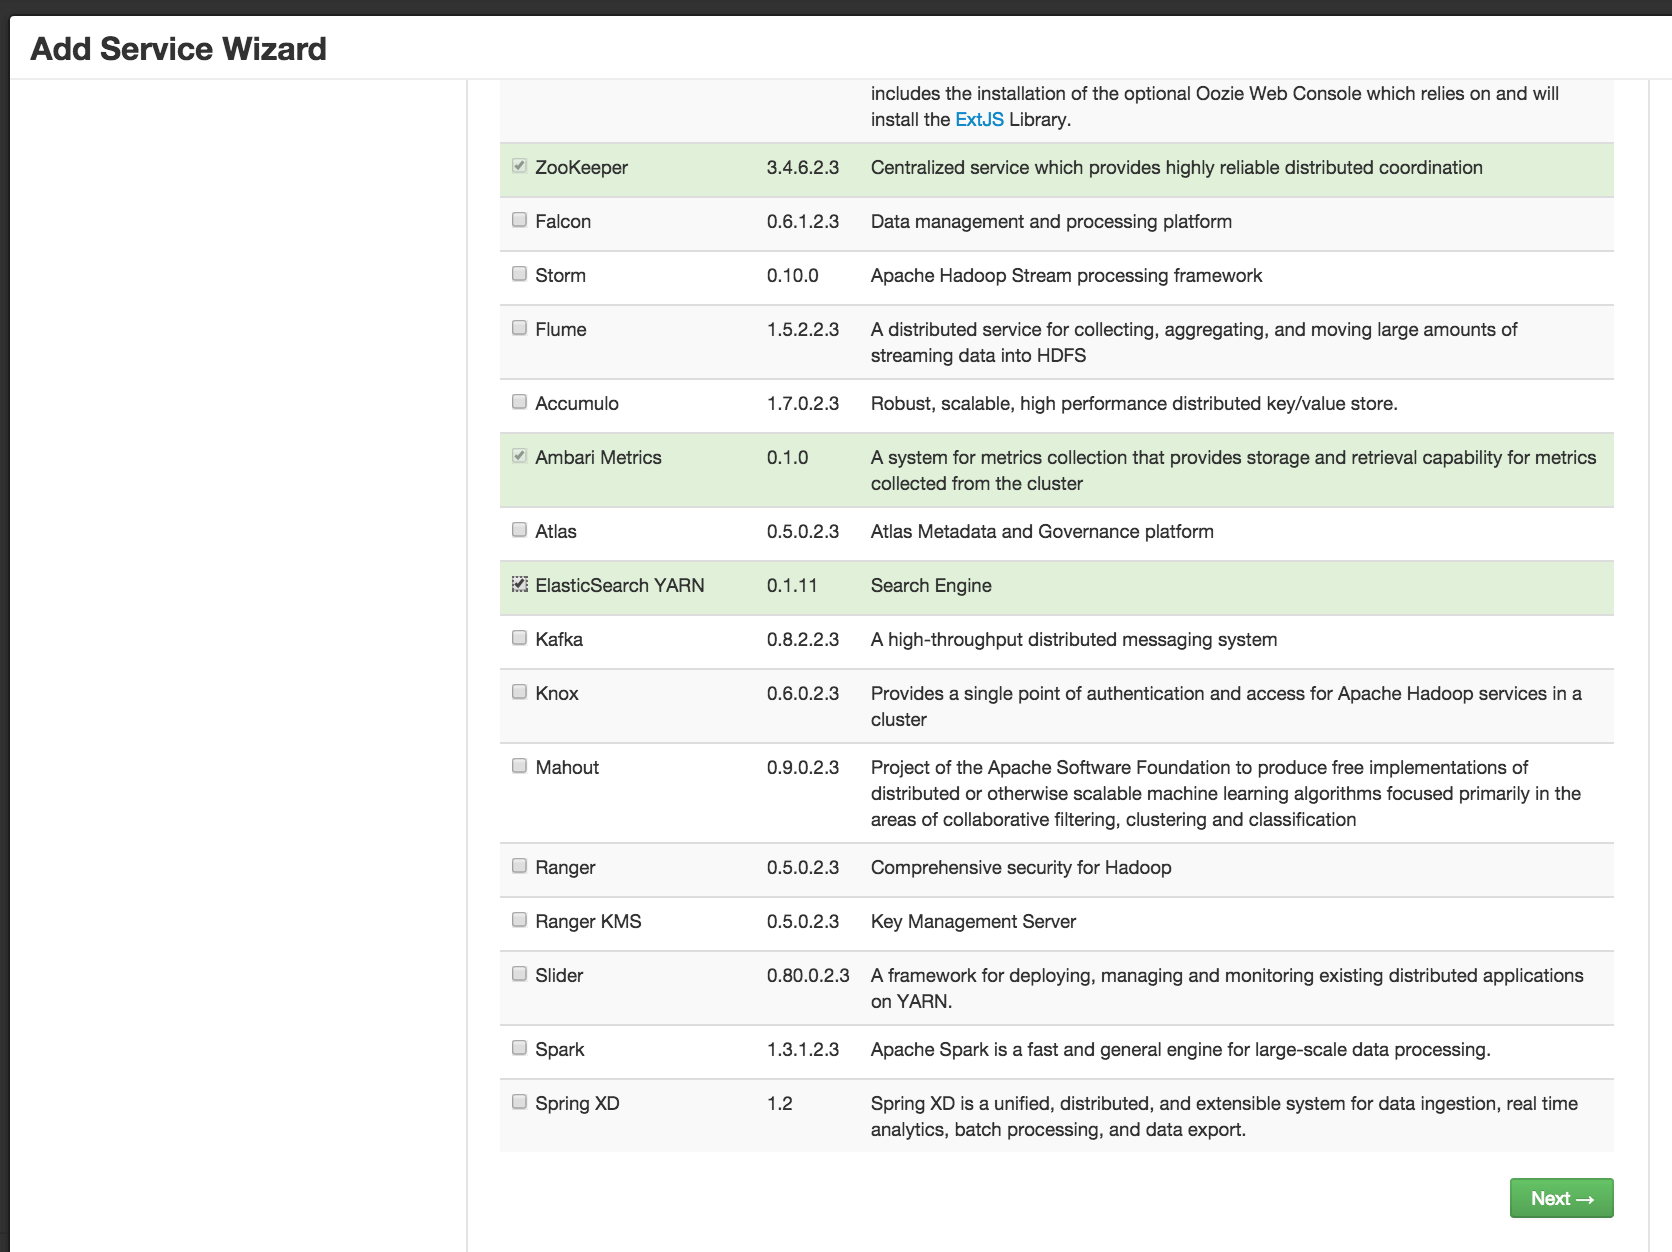 Add Service Wizard
includes the installation of the optional Oozie Web Console which relies on and will
install the ExtJS Library.
ZooKeeper 3.4.6.2.3 Centralized service which provides highly reliable distributed coordination
Falcon 0.6.1.2.3 Data management and processing platform
Storm 0.10.0 Apache Hadoop Stream processing framework
Flume 1.5.2.2.3 A distributed service for collecting, aggregating, and moving large amounts of
streaming data into HDFS
Accumulo 1.7.0.2.3 Robust, scalable, high performance distributed key/value store.
Ambari Metrics 0.1.0 A system for metrics collection that provides storage and retrieval capability for metrics
collected from the cluster
Atlas 0.5.0.2.3 Atlas Metadata and Governance platform
ElasticSearch YARN 0.1.11 Search Engine
Kafka 0.8.2.2.3 A high-throughput distributed messaging system
Knox 0.6.0.2.3 Provides a single point of authentication and access for Apache Hadoop services in a
cluster
Mahout 0.9.0.2.3 Project of the Apache Software Foundation to produce free implementations of
distributed or otherwise scalable machine learning algorithms focused primarily in the
areas of collaborative filtering, clustering and classification
Ranger 0.5.0.2.3 Comprehensive security for Hadoop
Ranger KMS 0.5.0.2.3 Key Management Server
Slider 0.80.0.2.3 A framework for deploying, managing and monitoring existing distributed applications
on YARN.
Spark 1.3.1.2.3 Apache Spark is a fast and general engine for large-scale data processing.
Spring XD 1.2 Spring XD is a unified, distributed, and extensible system for data ingestion, real time
analytics, batch processing, and data export.
Next →